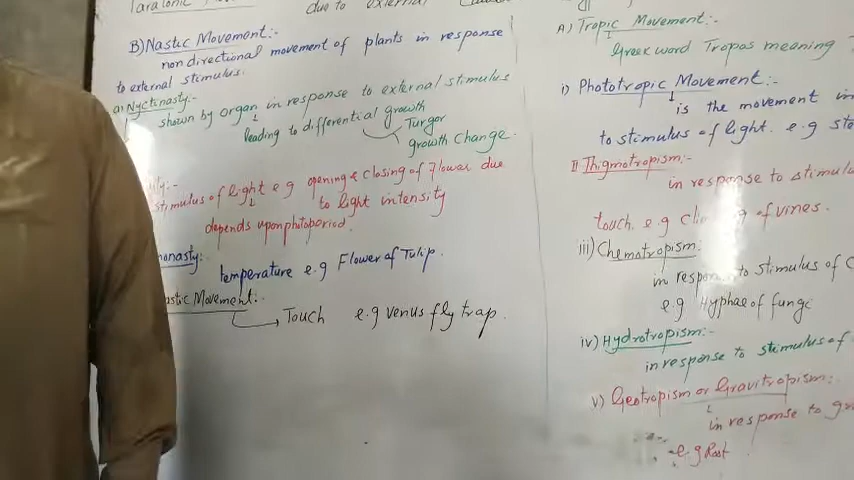 due to external
B) Nastic Movement:-
non directional movement of plants in response
to external stimulus.
a) Nyctinasty:-
shown by organ in response to external stimulus
leading to differential growth
Turgor
growth change.
stimulus of light e g opening & closing of Flower due
to light intensity
depends upon photoperiod.
temperature e.g Flower of Tulip.
Movement:-
Touch e.g venus fly trap.
A) Tropic Movement:-
Greek word Tropos meaning
i) Phototropic Movement:-
is the movement in
to stimulus of light. e.g
II Thigmotropism:-
in response to stimulu
touch. e.g of vines.
iii) Chemotropism:
in response to stimulus of
e.g Hyphae of fungi
iv) Hydrotropism:-
in response to stimulus of
v) Geotropism or Gravitropism:-
in response to
e.g Root